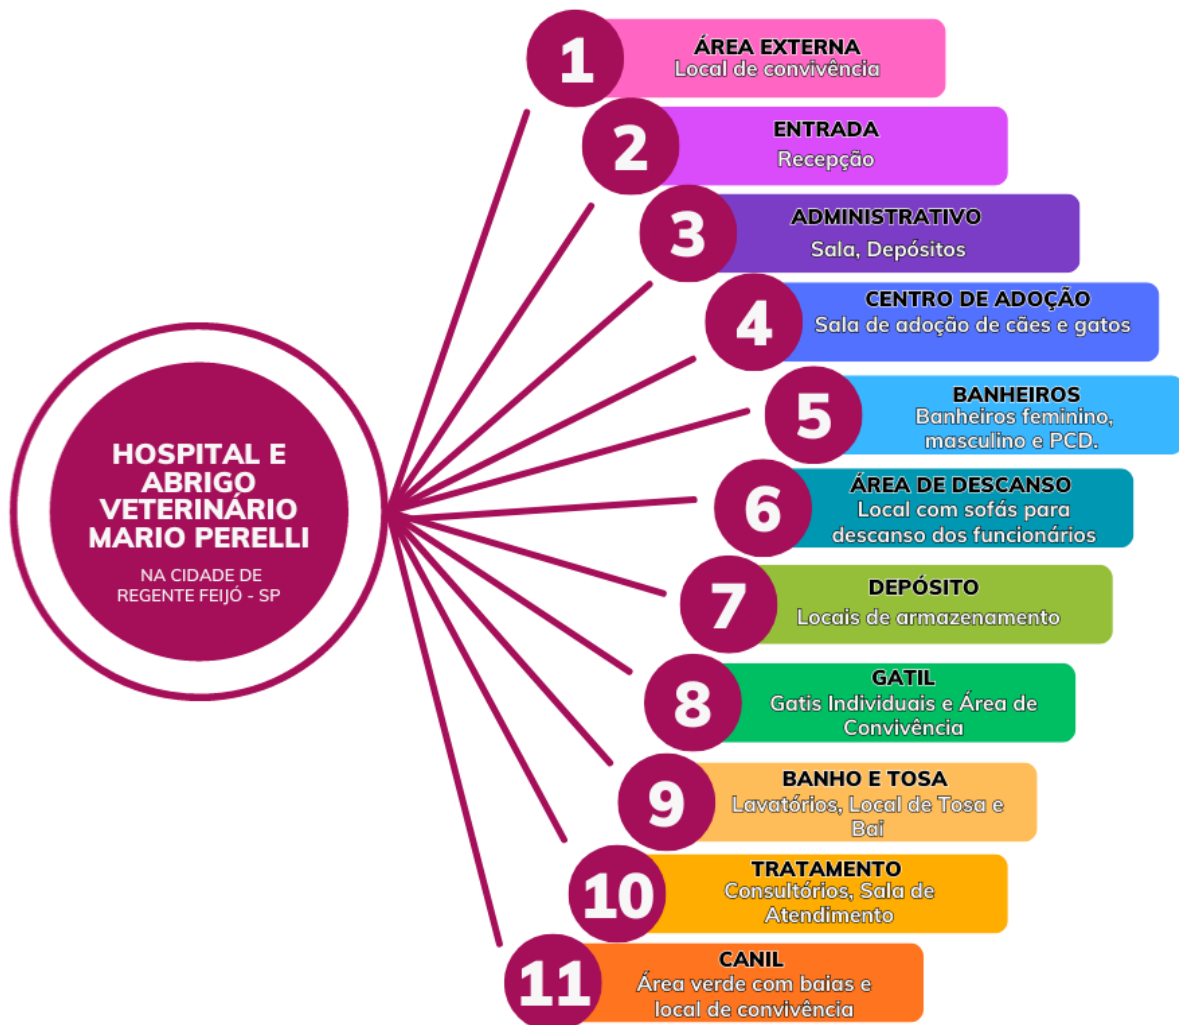 HOSPITAL E
ABRIGO
VETERINÁRIO
MARIO PERELLI
NA CIDADE DE
REGENTE FEIJÓ - SP
1
ÁREA EXTERNA
Local de convivência
2
ENTRADA
Recepção
3
ADMINISTRATIVO
Sala, Depósitos
4
CENTRO DE ADOÇÃO
Sala de adoção de cães e gatos
5
BANHEIROS
Banheiros feminino,
masculino e PCD.
6
ÁREA DE DESCANSO
Local com sofás para
descanso dos funcionários
7
DEPÓSITO
Locais de armazenamento
8
GATIL
Gatis Individuais e Área de
Convivência
9
BANHO E TOSA
Lavatórios, Local de Tosa e
Bai
10
TRATAMENTO
Consultórios, Sala de
Atendimento
11
CANIL
Área verde com baias e
local de convivência